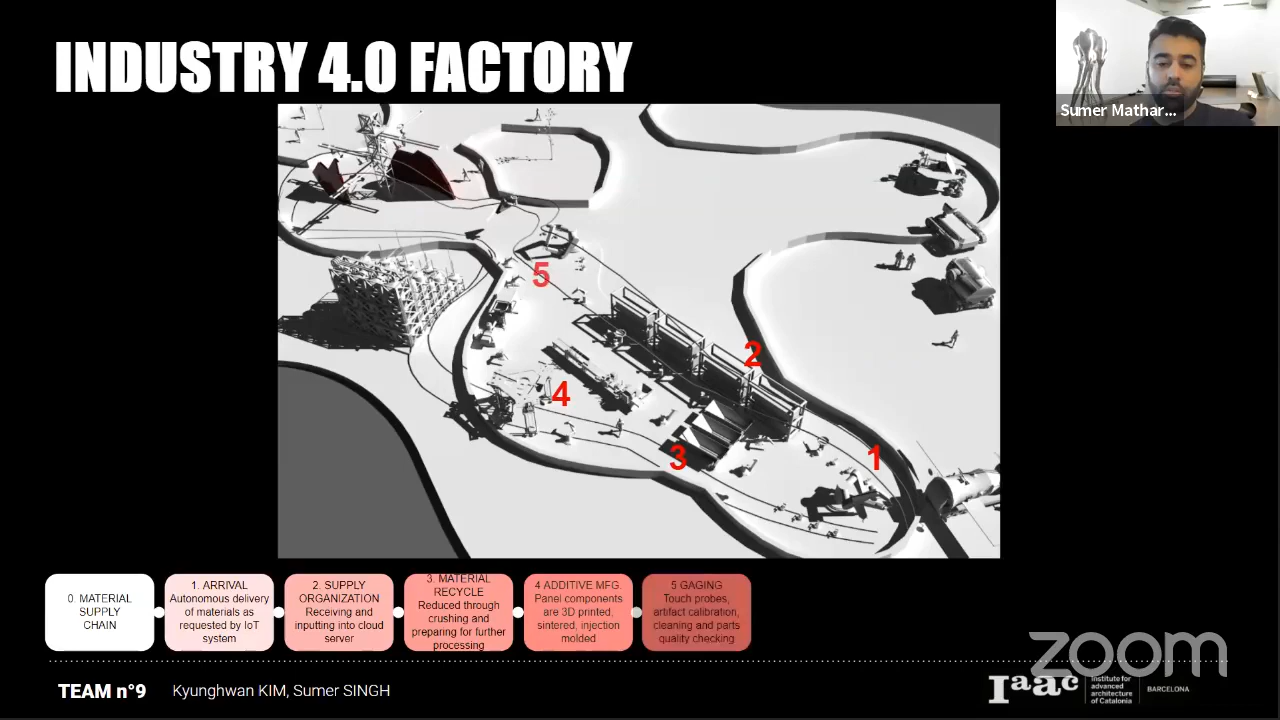 INDUSTRY 4.0 FACTORY
Sumer Mathar...
5
2
4
3
1
0. MATERIAL
SUPPLY
CHAIN
1. ARRIVAL
Autonomous delivery
of materials as
requested by IoT
system
2. SUPPLY
ORGANIZATION
Receiving and
inputting into cloud
server
3. MATERIAL
RECYCLE
Reduced through
crushing and
preparing for further
processing
4 ADDITIVE MFG.
Panel components
are 3D printed,
sintered, injection
molded
5 GAGING
Touch probes,
artifact calibration,
cleaning and parts
quality checking
zoom
TEAM n°9 Kyunghwan KIM, Sumer SINGH
Iaac
Institute for
advanced
architecture
of Catalonia
BARCELONA